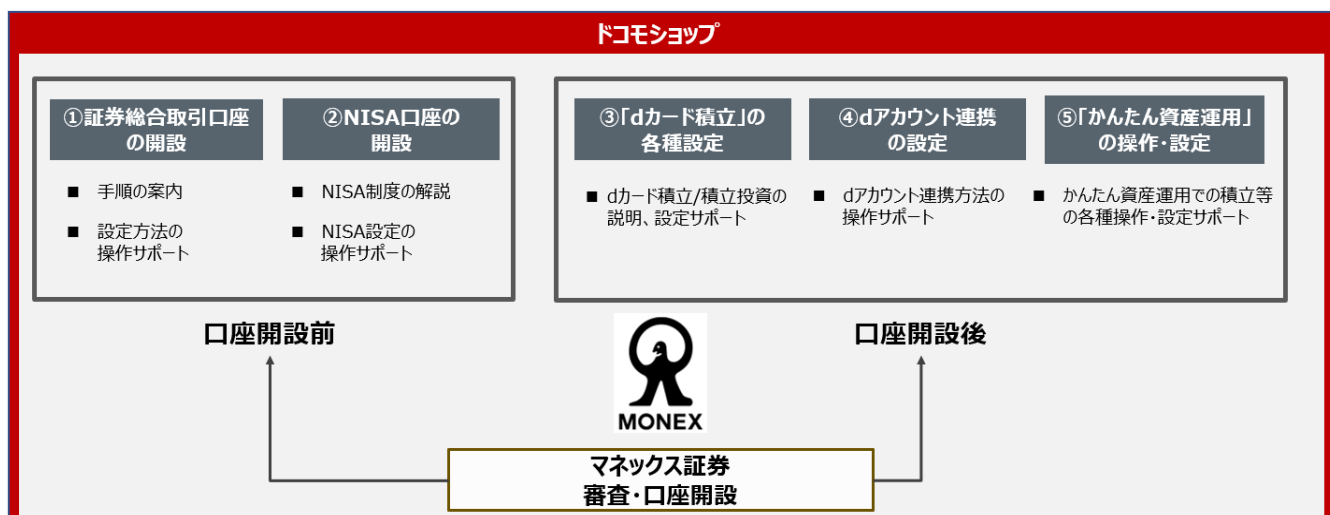 ドコモショップ
①証券総合取引口座
の開設
■ 手順の案内
■ 設定方法の
操作サポート
②NISA口座の
開設
■ NISA制度の解説
■ NISA設定の
操作サポート
③「dカード積立」の
各種設定
■ dカード積立/積立投資の
説明、設定サポート
④dアカウント連携
の設定
■ dアカウント連携方法の
操作サポート
⑤「かんたん資産運用」
の操作・設定
■ かんたん資産運用での積立等
の各種操作・設定サポート
口座開設前
口座開設後
MONEX
マネックス証券
審査・口座開設